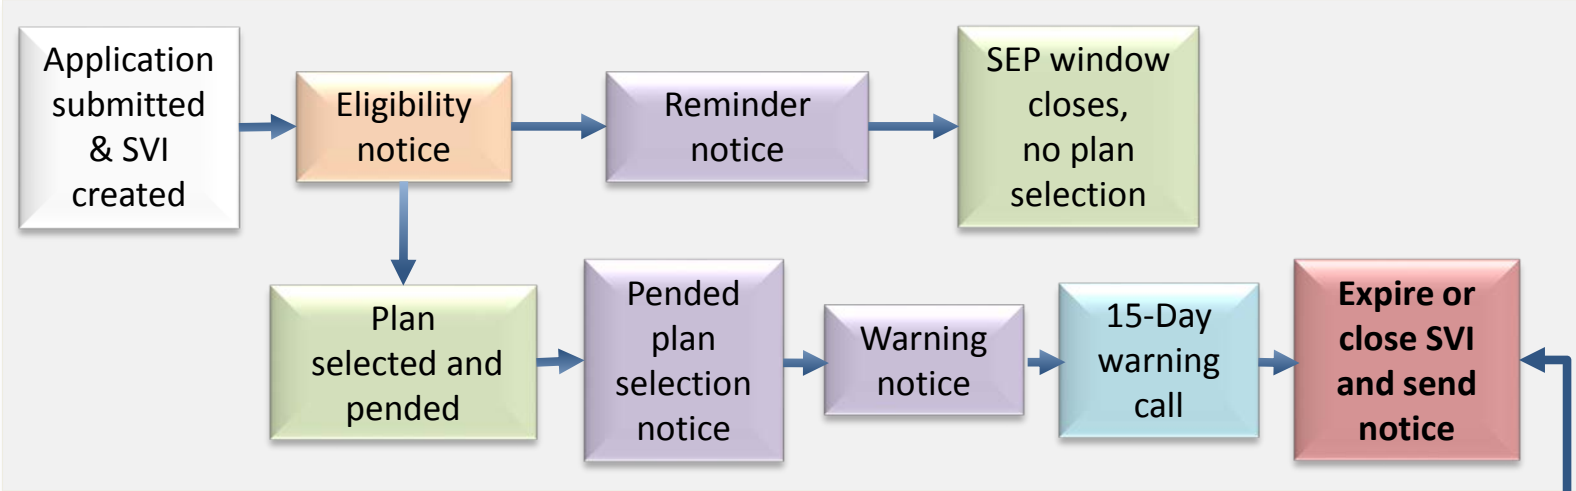 Application
submitted
& SVI
created
Eligibility
notice
Reminder
notice
SEP window
closes,
no plan
selection
Plan
selected and
pended
Pended
plan
selection
notice
Warning
notice
15-Day
warning
call
Expire or
close SVI
and send
notice